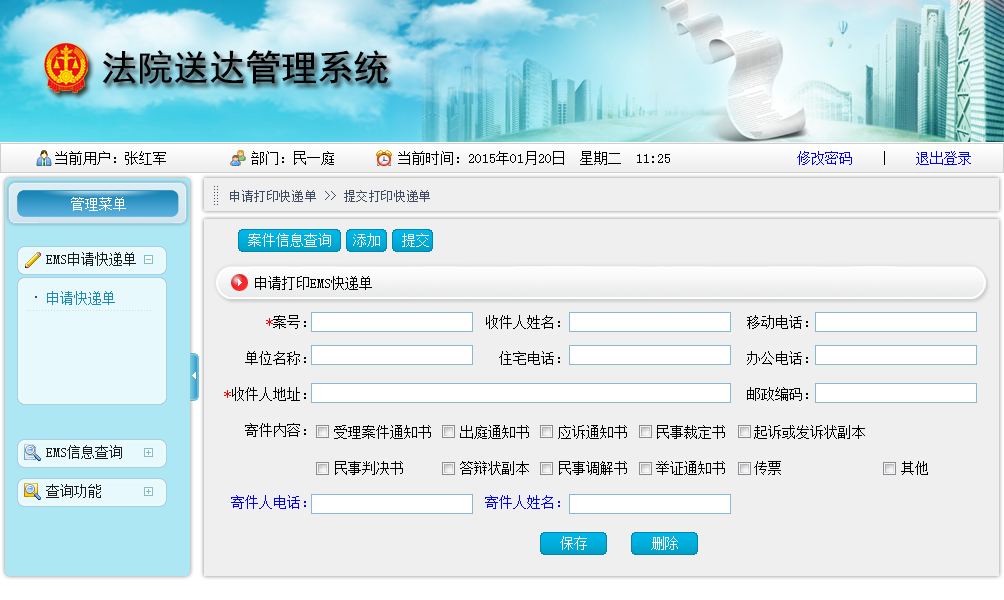 法院送达管理系统
当前用户：张红军 部门：民一庭 当前时间：2015年01月20日 星期二 11:25 修改密码 | 退出登录
管理菜单
EMS申请快递单
· 申请快递单
EMS信息查询
查询功能
申请打印快递单 >> 提交打印快递单
案件信息查询 添加 提交
申请打印EMS快递单
*案号： 收件人姓名： 移动电话：
单位名称： 住宅电话： 办公电话：
*收件人地址： 邮政编码：
寄件内容： 受理案件通知书 出庭通知书 应诉通知书 民事裁定书 起诉或发诉状副本
民事判决书 答辩状副本 民事调解书 举证通知书 传票 其他
寄件人电话： 寄件人姓名：
保存 删除